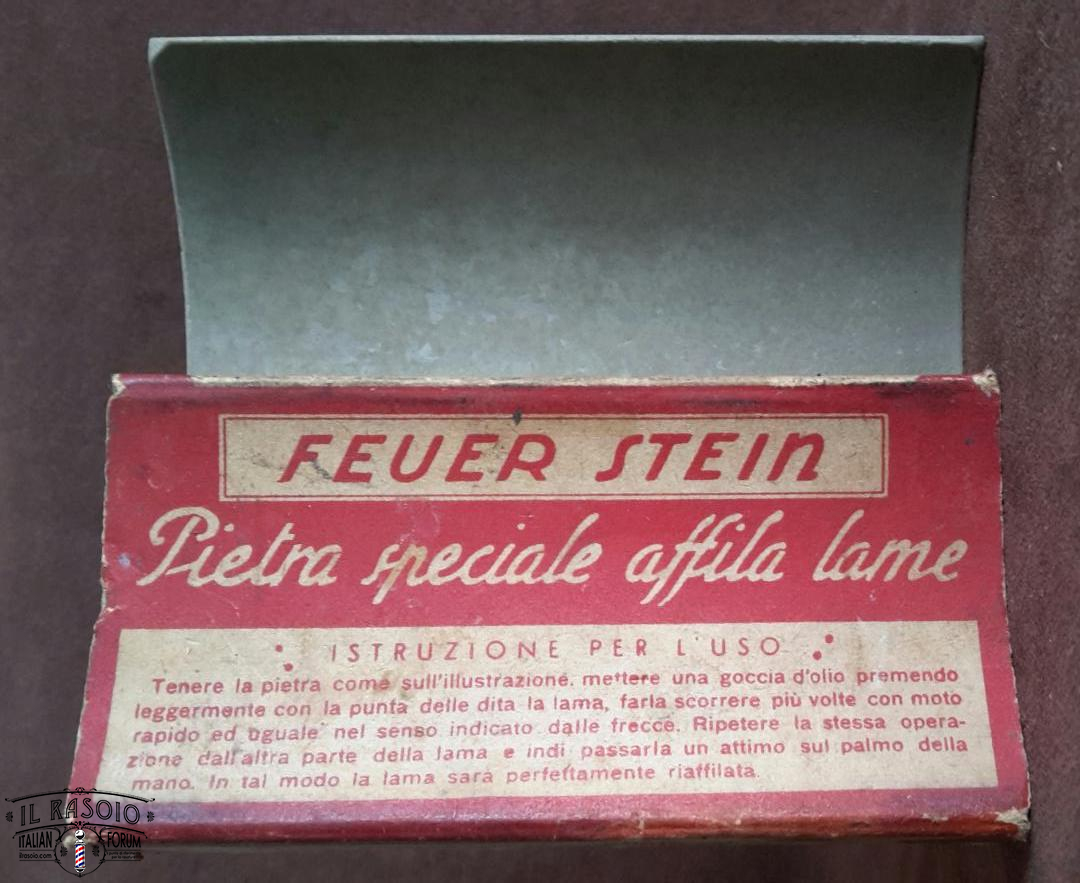 FEUER STEIN
Pietra speciale affila lame
ISTRUZIONE PER L'USO
Tenere la pietra come sull'illustrazione. mettere una goccia d'olio premendo
leggermente con la punta delle dita la lama, farla scorrere più volte con moto
rapido ed uguale nel senso indicato dalle frecce. Ripetere la stessa opera-
zione dall'altra parte della lama e indi passarla un attimo sul palmo della
mano. In tal modo la lama sarà perfettamente riaffilata.
IL RASOIO
ITALIAN FORUM
ilrasoio.com